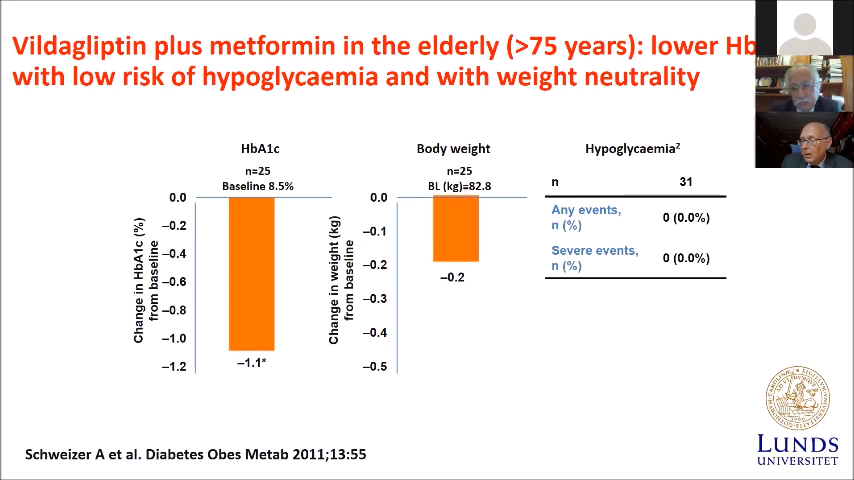 Vildagliptin plus metformin in the elderly (>75 years): lower Hb
with low risk of hypoglycaemia and with weight neutrality
HbA1c
n=25
Baseline 8.5%
Change in HbA1c (%)
from baseline
0.0
–0.2
–0.4
–0.6
–0.8
–1.0
–1.2
–1.1*
Body weight
n=25
BL (kg)=82.8
Change in weight (kg)
from baseline
0.0
–0.1
–0.2
–0.3
–0.4
–0.5
–0.2
Hypoglycaemia²
n 31
Any events, 0 (0.0%)
n (%)
Severe events, 0 (0.0%)
n (%)
Schweizer A et al. Diabetes Obes Metab 2011;13:55
LUNDS
UNIVERSITET